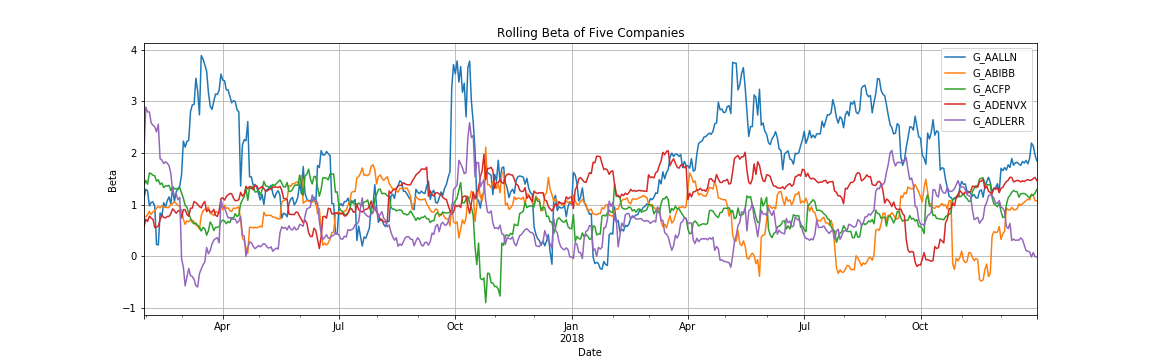 Rolling Beta of Five Companies
4
3
2
1
0
−1
Beta
G_AALLN
G_ABIBB
G_ACFP
G_ADENVX
G_ADLERR
Apr
Jul
Oct
Jan
2018
Apr
Jul
Oct
Date